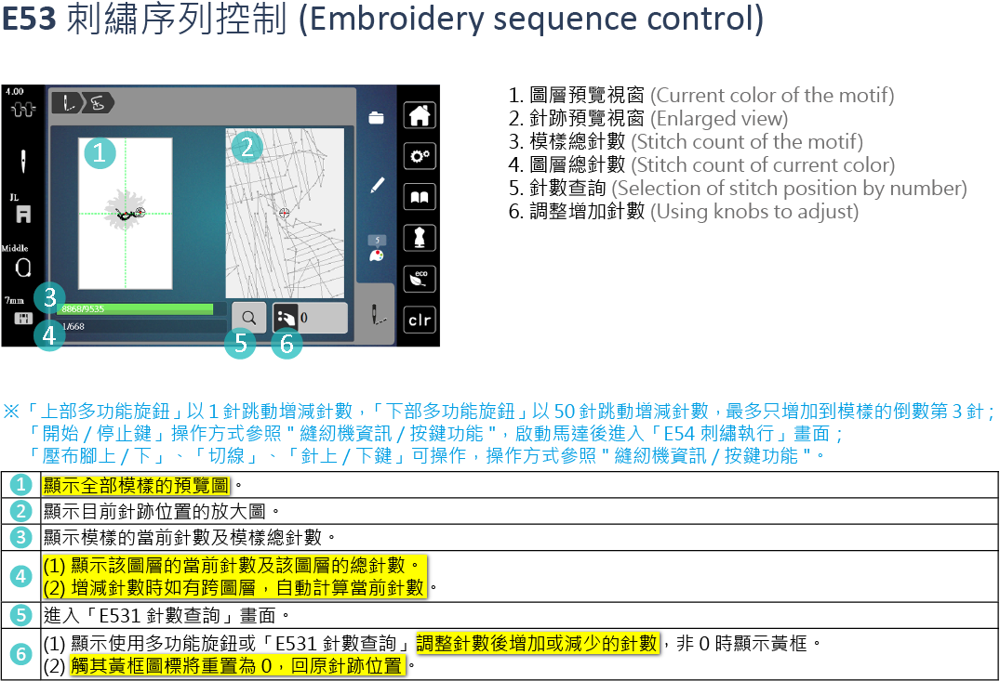 E53 刺繡序列控制 (Embroidery sequence control)
4.00
JL
Middle
7mm
1
2
3
8868/9535
4
1/668
5
6
0
5
eco
clr
1. 圖層預覽視窗 (Current color of the motif)
2. 針跡預覽視窗 (Enlarged view)
3. 模樣總針數 (Stitch count of the motif)
4. 圖層總針數 (Stitch count of current color)
5. 針數查詢 (Selection of stitch position by number)
6. 調整增加針數 (Using knobs to adjust)
※「上部多功能旋鈕」以 1 針跳動增減針數，「下部多功能旋鈕」以 50 針跳動增減針數，最多只增加到模樣的倒數第 3 針；
「開始 / 停止鍵」操作方式參照 " 縫紉機資訊 / 按鍵功能 "，啟動馬達後進入「E54 刺繡執行」畫面；
「壓布腳上 / 下」、「切線」、「針上 / 下鍵」可操作，操作方式參照 " 縫紉機資訊 / 按鍵功能 "。
1 顯示全部模樣的預覽圖。
2 顯示目前針跡位置的放大圖。
3 顯示模樣的當前針數及模樣總針數。
4 (1) 顯示該圖層的當前針數及該圖層的總針數。
(2) 增減針數時如有跨圖層，自動計算當前針數。
5 進入「E531 針數查詢」畫面。
6 (1) 顯示使用多功能旋鈕或「E531 針數查詢」調整針數後增加或減少的針數，非 0 時顯示黃框。
(2) 觸其黃框圖標將重置為 0，回原針跡位置。